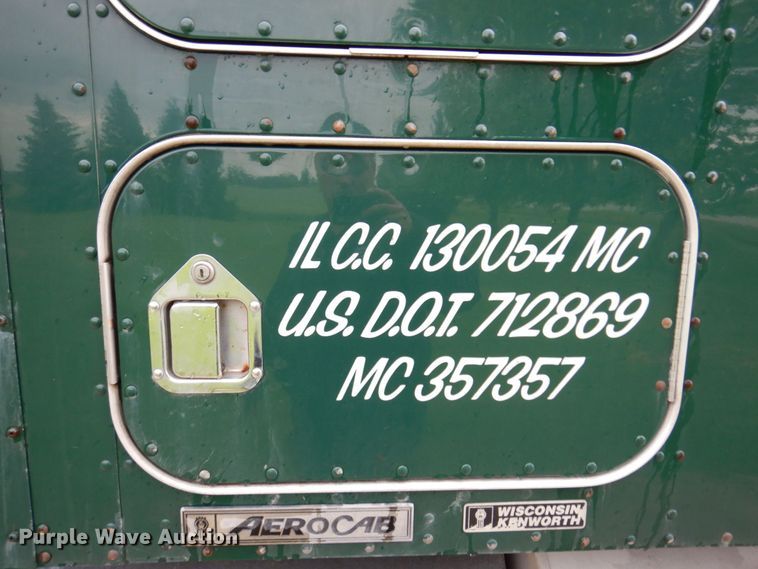 IL C.C. 130054 MC
U.S. D.O.T. 712869
MC 357357
AEROCAB
WISCONSIN
KENWORTH
Purple Wave Auction